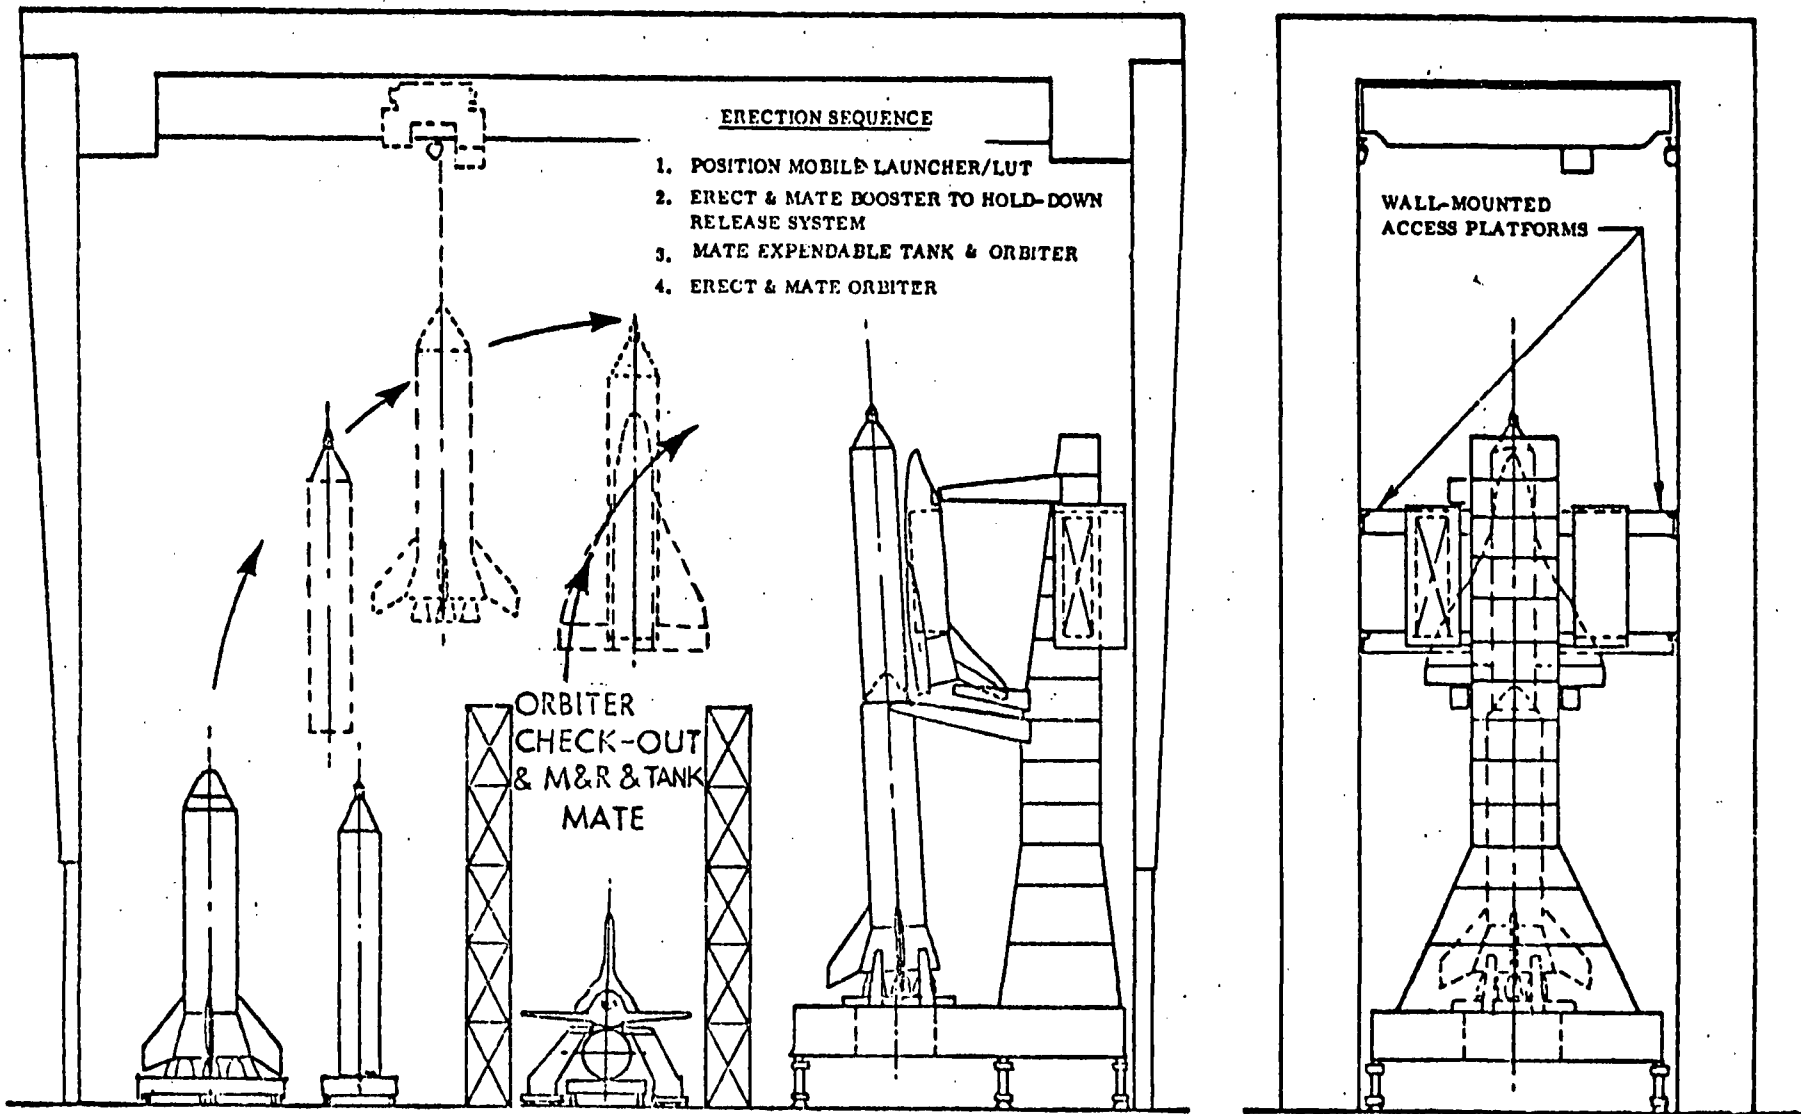 ERECTION SEQUENCE
1. POSITION MOBILE LAUNCHER/LUT
2. ERECT & MATE BOOSTER TO HOLD-DOWN
RELEASE SYSTEM
3. MATE EXPENDABLE TANK & ORBITER
4. ERECT & MATE ORBITER
WALL-MOUNTED
ACCESS PLATFORMS
ORBITER
CHECK-OUT
& M&R & TANK
MATE